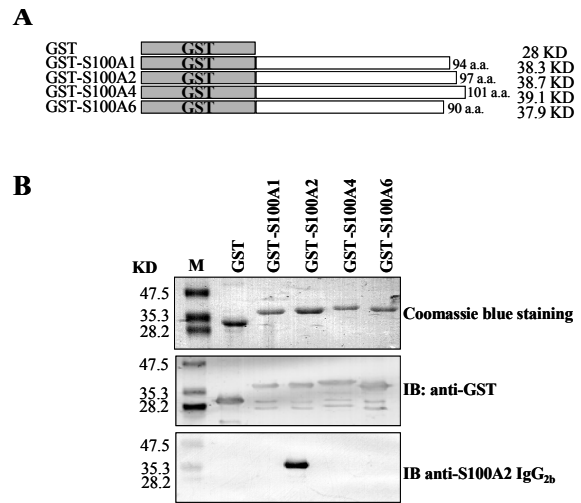 A
GST GST 28 KD
GST-S100A1 GST 94 a.a. 38.3 KD
GST-S100A2 GST 97 a.a. 38.7 KD
GST-S100A4 GST 101 a.a. 39.1 KD
GST-S100A6 GST 90 a.a. 37.9 KD
B
KD M GST GST-S100A1 GST-S100A2 GST-S100A4 GST-S100A6
47.5
35.3 Coomassie blue staining
28.2
47.5
35.3 IB: anti-GST
28.2
47.5
35.3 IB anti-S100A2 IgG2b
28.2